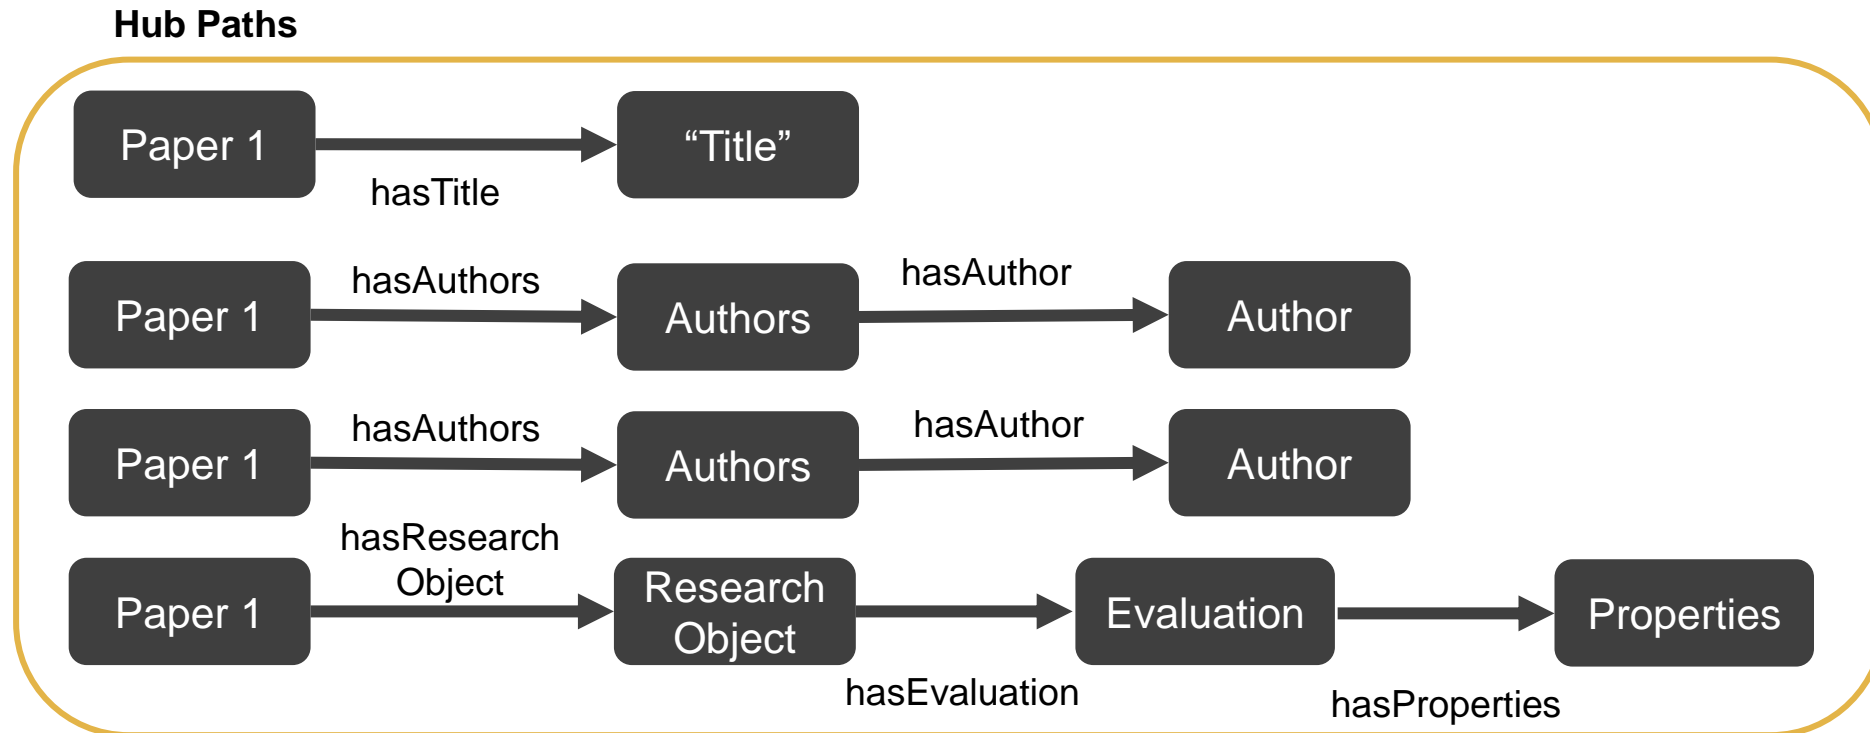 Hub Paths
Paper 1
“Title”
hasTitle
Paper 1
hasAuthors
Authors
hasAuthor
Author
Paper 1
hasAuthors
Authors
hasAuthor
Author
Paper 1
hasResearch
Object
Research
Object
hasEvaluation
Evaluation
hasProperties
Properties